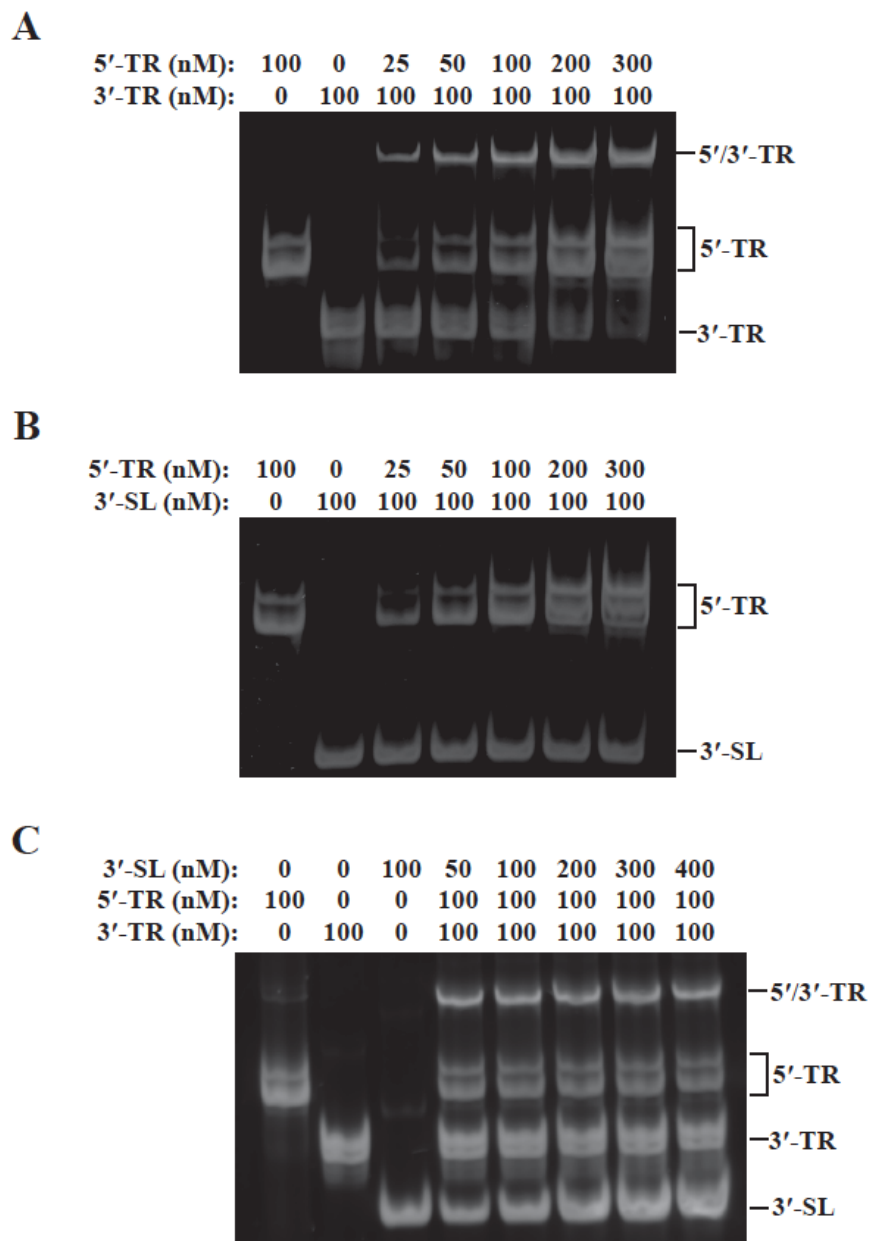 A
5′-TR (nM): 100 0 25 50 100 200 300
3′-TR (nM): 0 100 100 100 100 100 100
5′/3′-TR
5′-TR
3′-TR
B
5′-TR (nM): 100 0 25 50 100 200 300
3′-SL (nM): 0 100 100 100 100 100 100
5′-TR
3′-SL
C
3′-SL (nM): 0 0 100 50 100 200 300 400
5′-TR (nM): 100 0 0 100 100 100 100 100
3′-TR (nM): 0 100 0 100 100 100 100 100
5′/3′-TR
5′-TR
3′-TR
3′-SL